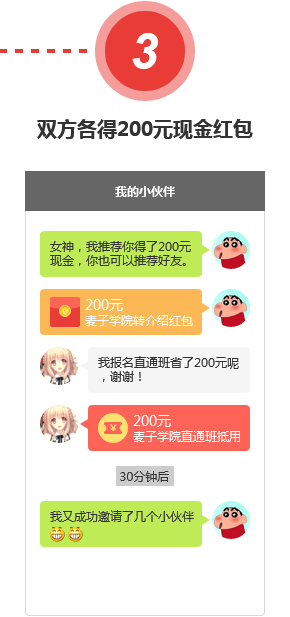 3
双方各得200元现金红包
我的小伙伴
女神，我推荐你得了200元
现金，你也可以推荐好友。
200元
麦子学院转介绍红包
我报名直通班省了200元呢
，谢谢！
200元
麦子学院直通班抵用
30分钟后
我又成功邀请了几个小伙伴